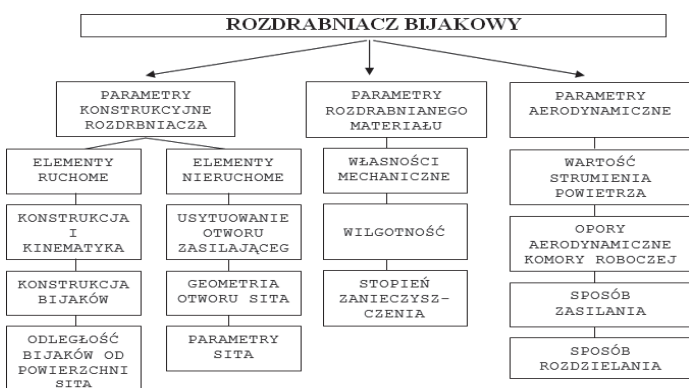 ROZDRABNIACZ BIJAKOWY
PARAMETRY
KONSTRUKCYJNE
ROZDRBNIACZA
ELEMENTY
RUCHOME
KONSTRUKCJA
I
KINEMATYKA
KONSTRUKCJA
BIJAKÓW
ODLEGŁOŚĆ
BIJAKÓW OD
POWIERZCHNI
SITA
ELEMENTY
NIERUCHOME
USYTUOWANIE
OTWORU
ZASILAJĄCEG
GEOMETRIA
OTWORU SITA
PARAMETRY
SITA
PARAMETRY
ROZDRABNIANEGO
MATERIAŁU
WŁASNOŚCI
MECHANICZNE
WILGOTNOŚĆ
STOPIEŃ
ZANIECZYSZ-
CZENIA
PARAMETRY
AERODYNAMICZNE
WARTOŚĆ
STRUMIENIA
POWIETRZA
OPORY
AERODYNAMICZNE
KOMORY ROBOCZEJ
SPOSÓB
ZASILANIA
SPOSÓB
ROZDZIELANIA